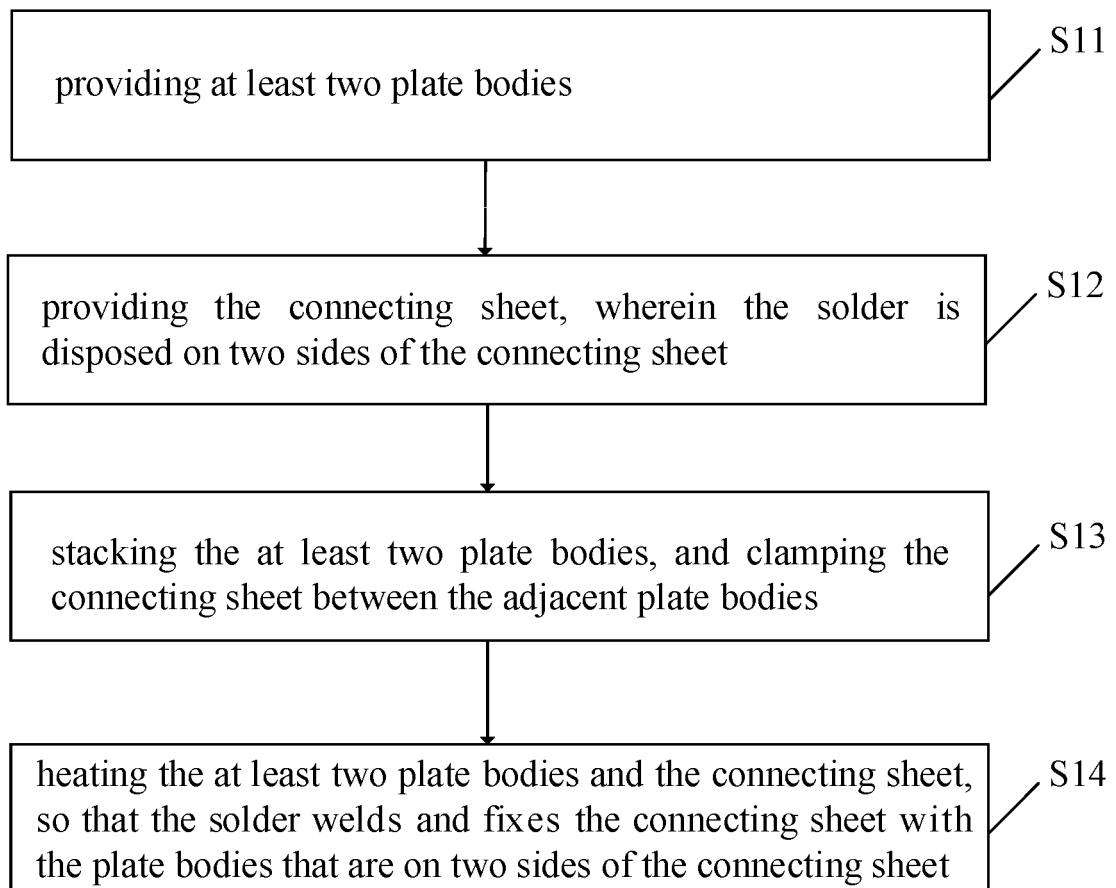 S11
providing at least two plate bodies
S12
providing the connecting sheet, wherein the solder is
disposed on two sides of the connecting sheet
S13
stacking the at least two plate bodies, and clamping the
connecting sheet between the adjacent plate bodies
S14
heating the at least two plate bodies and the connecting sheet,
so that the solder welds and fixes the connecting sheet with
the plate bodies that are on two sides of the connecting sheet